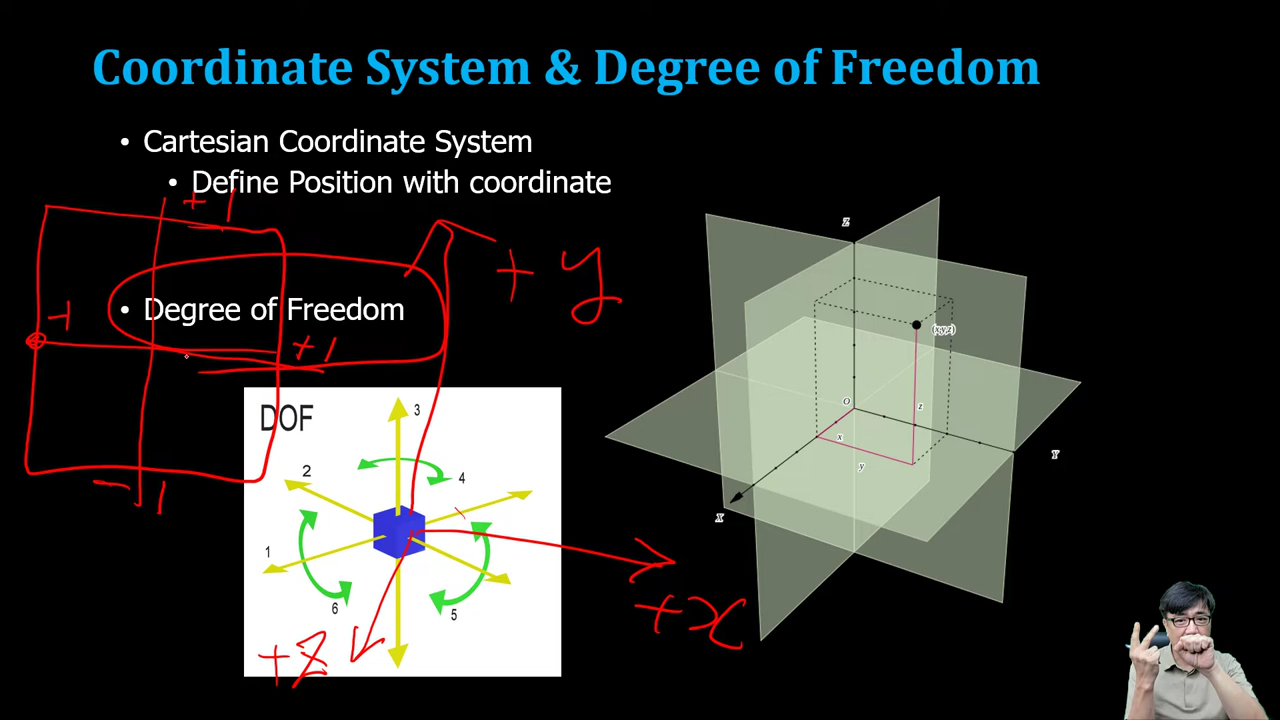 Coordinate System & Degree of Freedom
• Cartesian Coordinate System
• Define Position with coordinate
+1
+y
• Degree of Freedom
-1
+1
-1
DOF
3
2
4
1
6
5
+z
+x
Z
(x,y,z)
O
z
x
y
Y
X